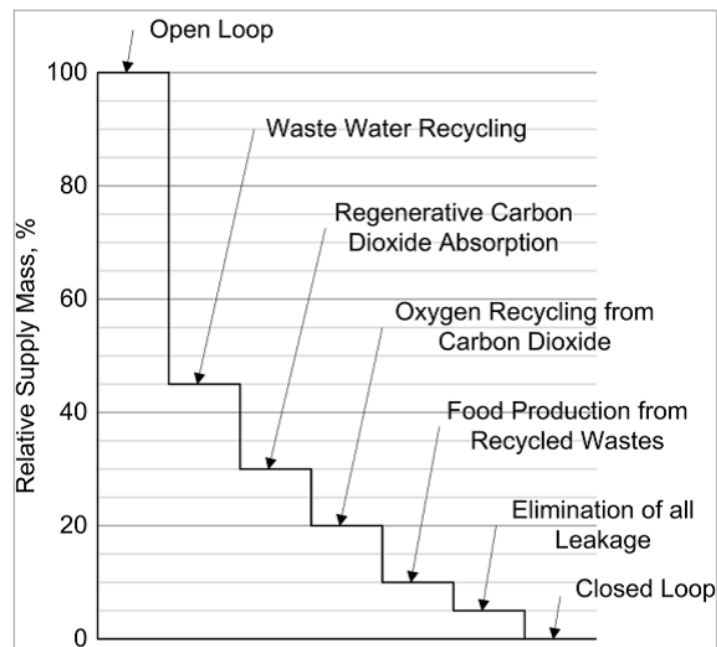 Open Loop
100
Waste Water Recycling
80
Regenerative Carbon
Dioxide Absorption
60
Oxygen Recycling from
Carbon Dioxide
Relative Supply Mass, %
40
Food Production from
Recycled Wastes
20
Elimination of all
Leakage
Closed Loop
0